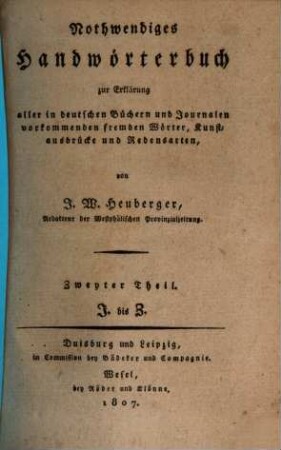 Nothwendiges
Handwörterbuch
zur Erklärung
aller in deutschen Büchern und Journalen
vorkommenden fremden Wörter, Kunst-
ausdrücke und Redensarten,
von
J. W. Heuberger,
Redakteur der Westphälischen Provinzialzeitung.
Zweyter Theil.
J. bis Z.
Duisburg und Leipzig,
in Commission bey Bädeker und Compagnie.
Wesel,
bey Röder und Klönne,
1807.